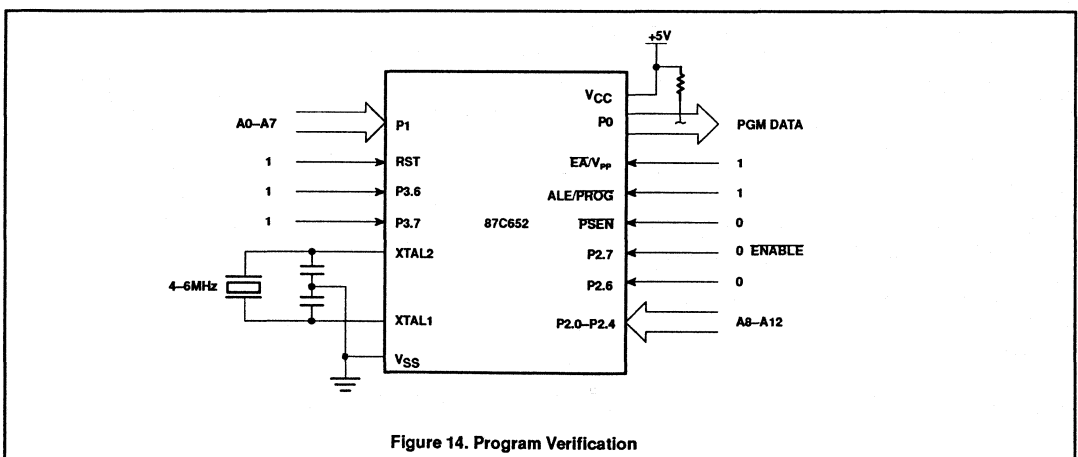 +5V
VCC
A0–A7
P1
P0
PGM DATA
1
RST
EA/VPP
1
1
P3.6
ALE/PROG
1
1
P3.7
87C652
PSEN
0
XTAL2
P2.7
0 ENABLE
4–6MHz
P2.6
0
XTAL1
P2.0–P2.4
A8–A12
VSS
Figure 14. Program Verification